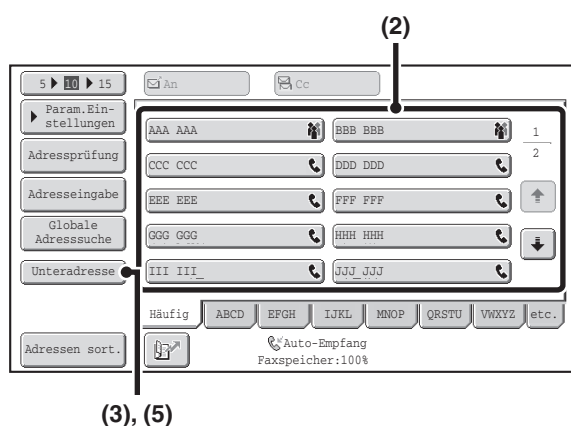 (2)
5 10 15
An
Cc
Param.Ein-
stellungen
Adressprüfung
Adresseingabe
Globale
Adresssuche
Unteradresse
Adressen sort.
AAA AAA
BBB BBB
CCC CCC
DDD DDD
EEE EEE
FFF FFF
GGG GGG
HHH HHH
III III
JJJ JJJ
1
2
Häufig
ABCD
EFGH
IJKL
MNOP
QRSTU
VWXYZ
etc.
Auto-Empfang
Faxspeicher:100%
(3), (5)